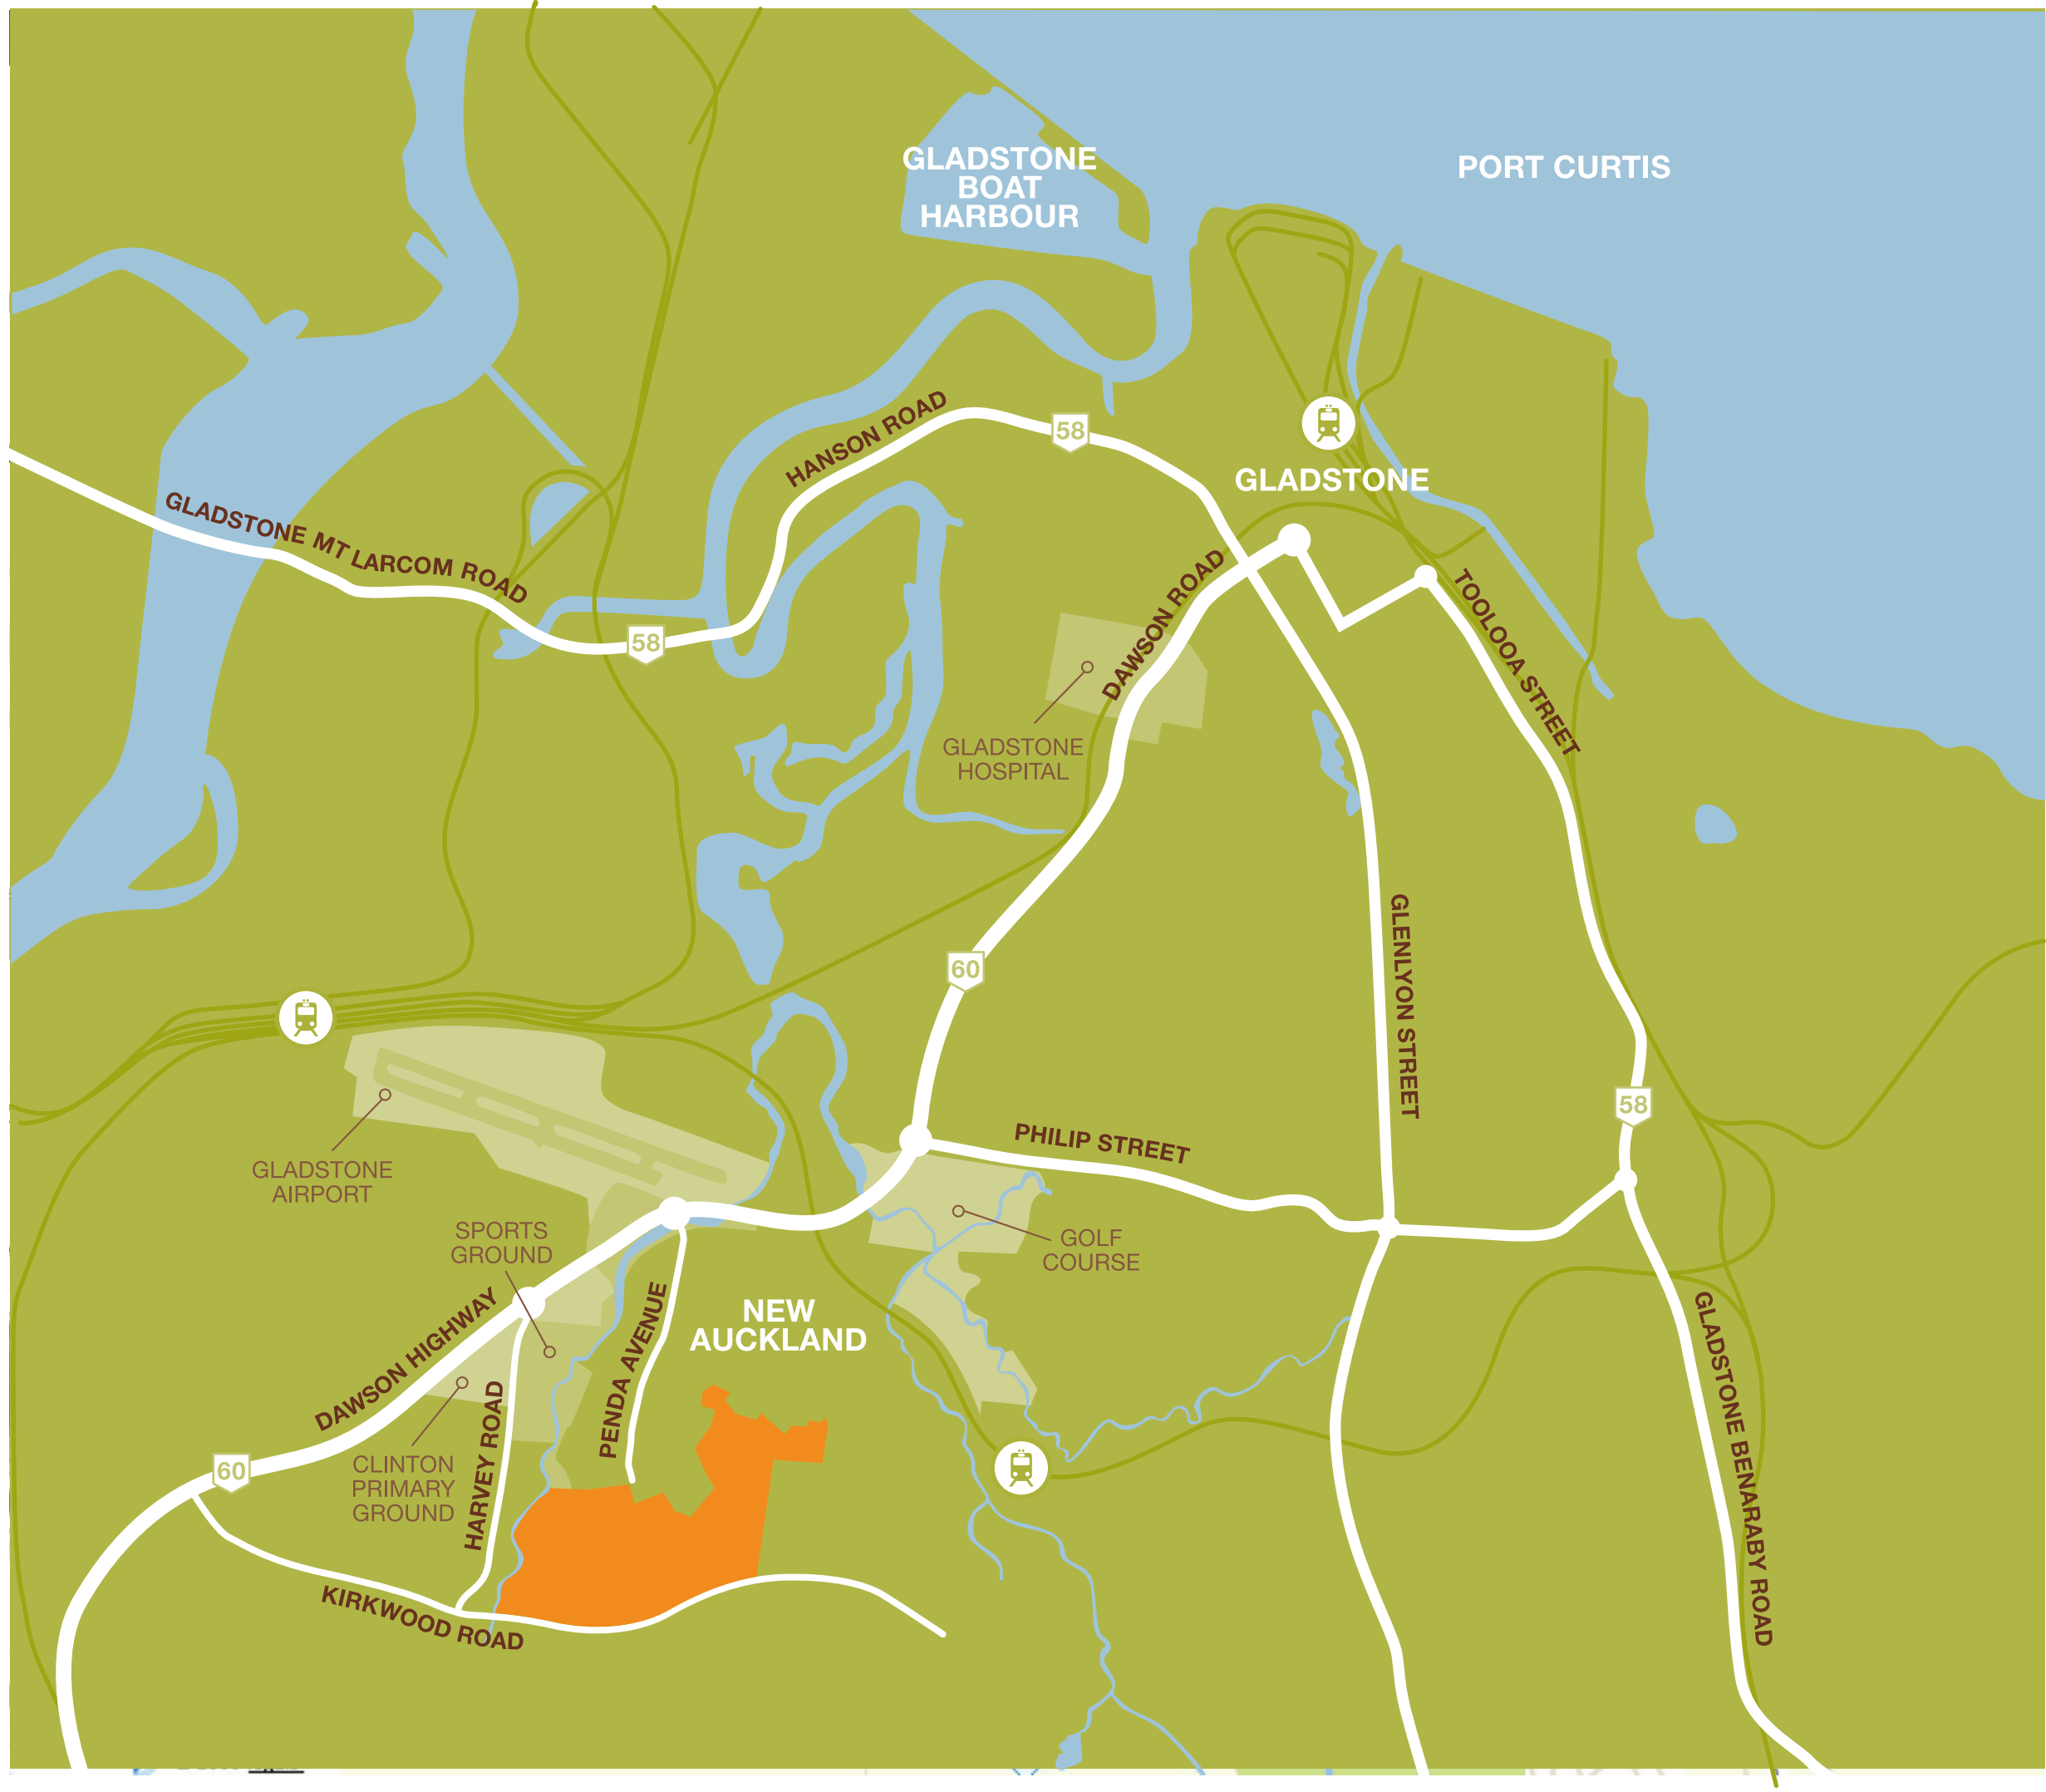 GLADSTONE
BOAT
HARBOUR
PORT CURTIS
HANSON ROAD
58
GLADSTONE
GLADSTONE MT LARCOM ROAD
58
DAWSON ROAD
TOOLOOA STREET
GLADSTONE
HOSPITAL
GLENLYON STREET
60
58
PHILIP STREET
GLADSTONE
AIRPORT
SPORTS
GROUND
GOLF
COURSE
NEW
AUCKLAND
PENDA AVENUE
DAWSON HIGHWAY
HARVEY ROAD
GLADSTONE BENARABY ROAD
60
CLINTON
PRIMARY
GROUND
KIRKWOOD ROAD